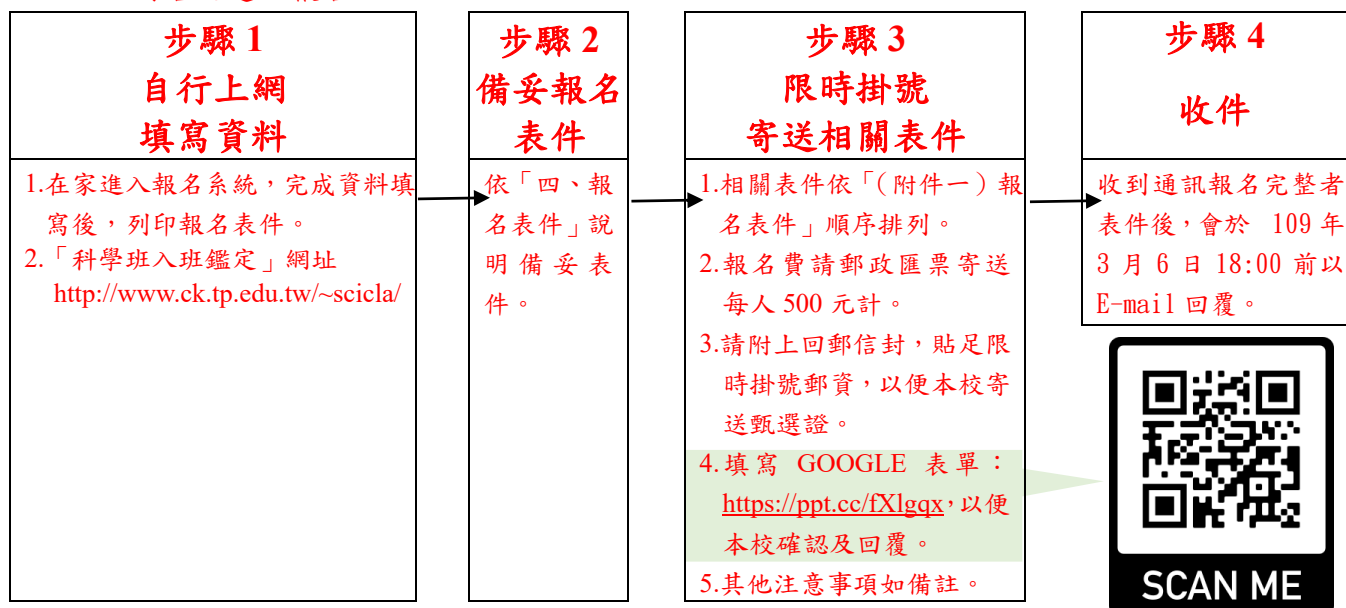 步驟 1
自行上網
填寫資料
1.在家進入報名系統，完成資料填
寫後，列印報名表件。
2.「科學班入班鑑定」網址
http://www.ck.tp.edu.tw/~scicla/
步驟 2
備妥報名
表件
依「四、報
名表件」說
明備妥表
件。
步驟 3
限時掛號
寄送相關表件
1.相關表件依「（附件一）報
名表件」順序排列。
2.報名費請郵政匯票寄送
每人 500 元計。
3.請附上回郵信封，貼足限
時掛號郵資，以便本校寄
送甄選證。
4.填寫 GOOGLE 表單：
https://ppt.cc/fXlgqx，以便
本校確認及回覆。
5.其他注意事項如備註。
步驟 4
收件
收到通訊報名完整者
表件後，會於 109 年
3 月 6 日 18:00 前以
E-mail 回覆。
SCAN ME